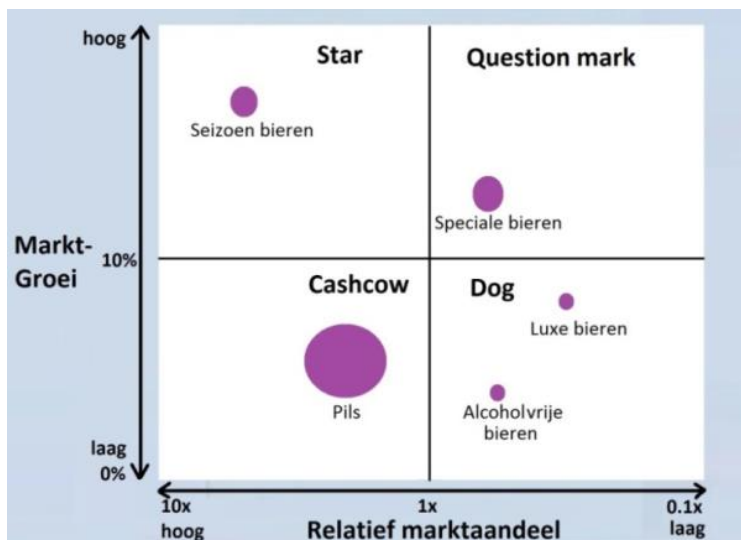 hoog
Star
Question mark
Seizoen bieren
Speciale bieren
Markt-
Groei
10%
Cashcow
Dog
Luxe bieren
Pils
Alcoholvrije
bieren
laag
0%
10x
1x
0.1x
hoog
Relatief marktaandeel
laag